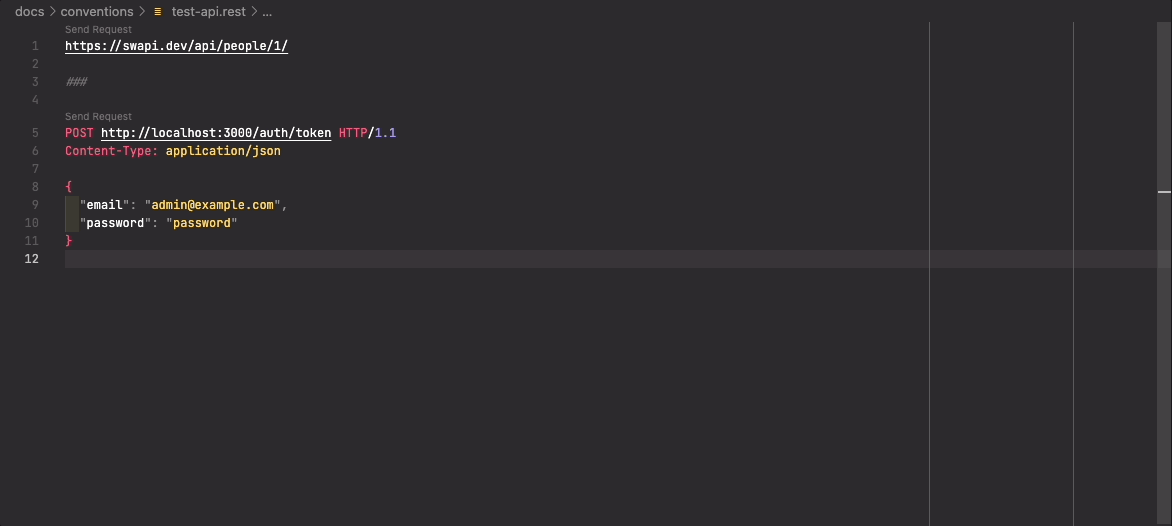 docs > conventions > test-api.rest > ...
Send Request
1 https://swapi.dev/api/people/1/
2
3 ###
4
Send Request
5 POST http://localhost:3000/auth/token HTTP/1.1
6 Content-Type: application/json
7
8 {
9   "email": "admin@example.com",
10   "password": "password"
11 }
12